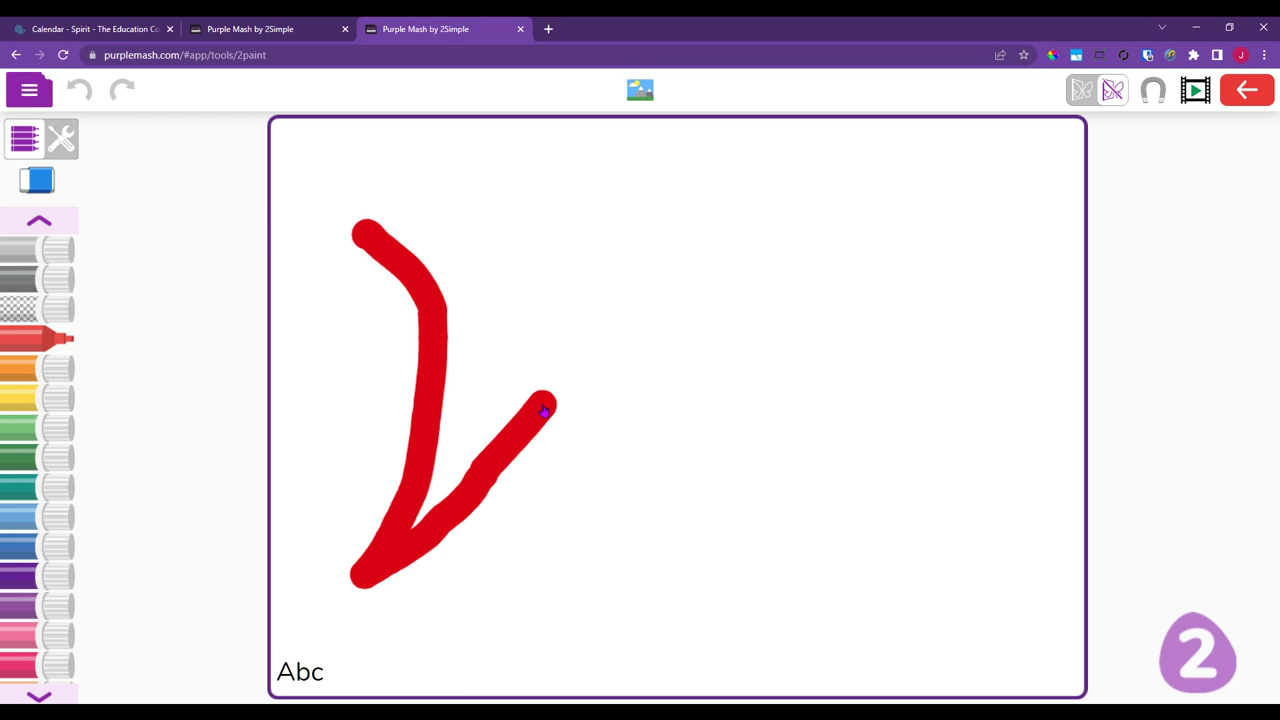 Calendar - Spirit - The Education Co
Purple Mash by 2Simple
Purple Mash by 2Simple
purplemash.com/#app/tools/2paint
J
Abc
2